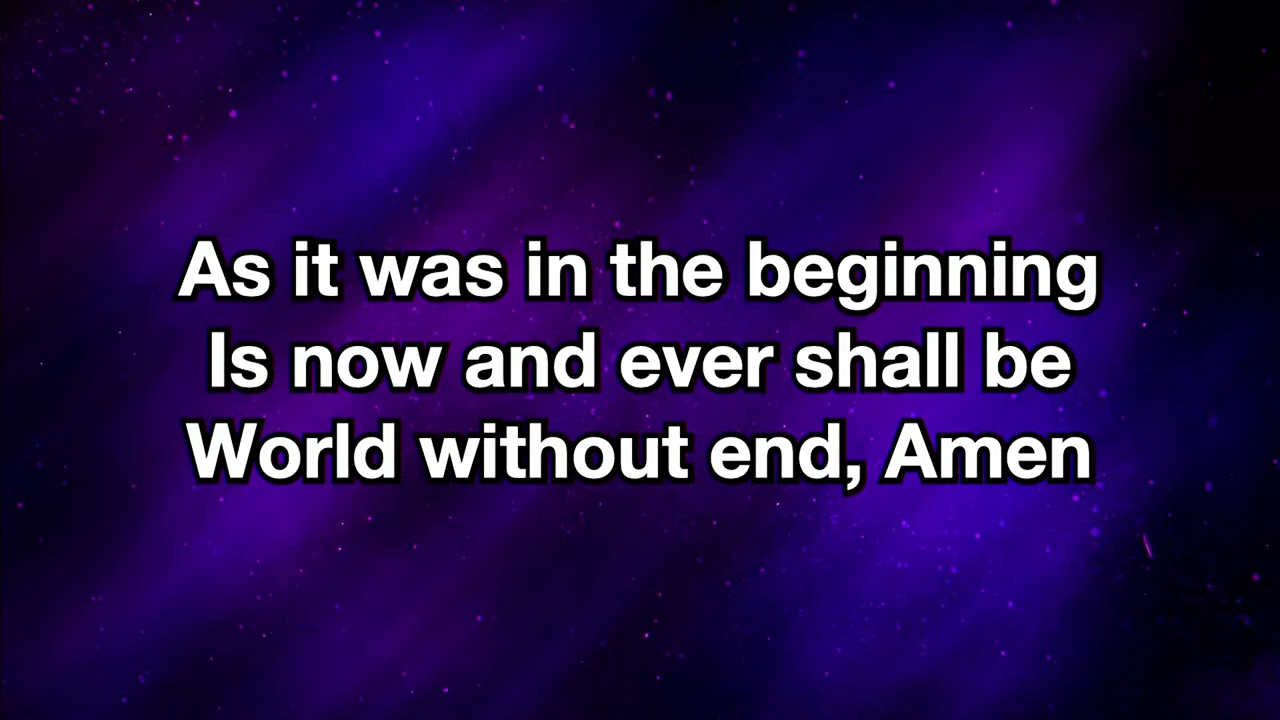 As it was in the beginning
Is now and ever shall be
World without end, Amen